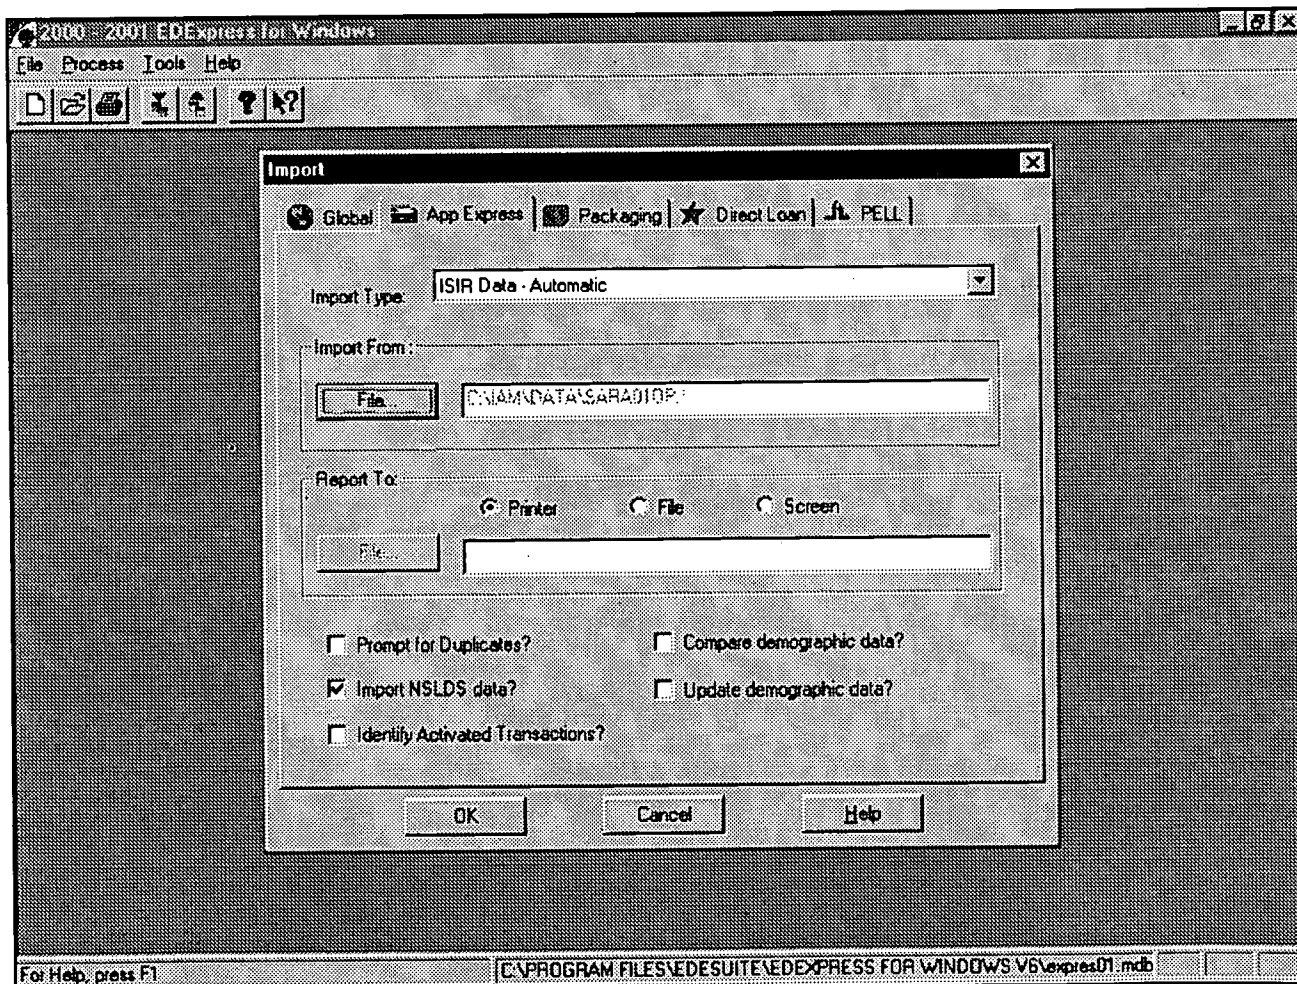 2000 - 2001 EDExpress for Windows
File Process Tools Help
Import
Global App Express Packaging Direct Loan PELL
Import Type: ISIR Data - Automatic
Import From :
File... C:\IAM\DATA\SARA01OP.*
Report To:
Printer File Screen
File...
Prompt for Duplicates? Compare demographic data?
Import NSLDS data? Update demographic data?
Identify Activated Transactions?
OK Cancel Help
For Help, press F1 C:\PROGRAM FILES\EDESUITE\EDEXPRESS FOR WINDOWS V6\expres01.mdb